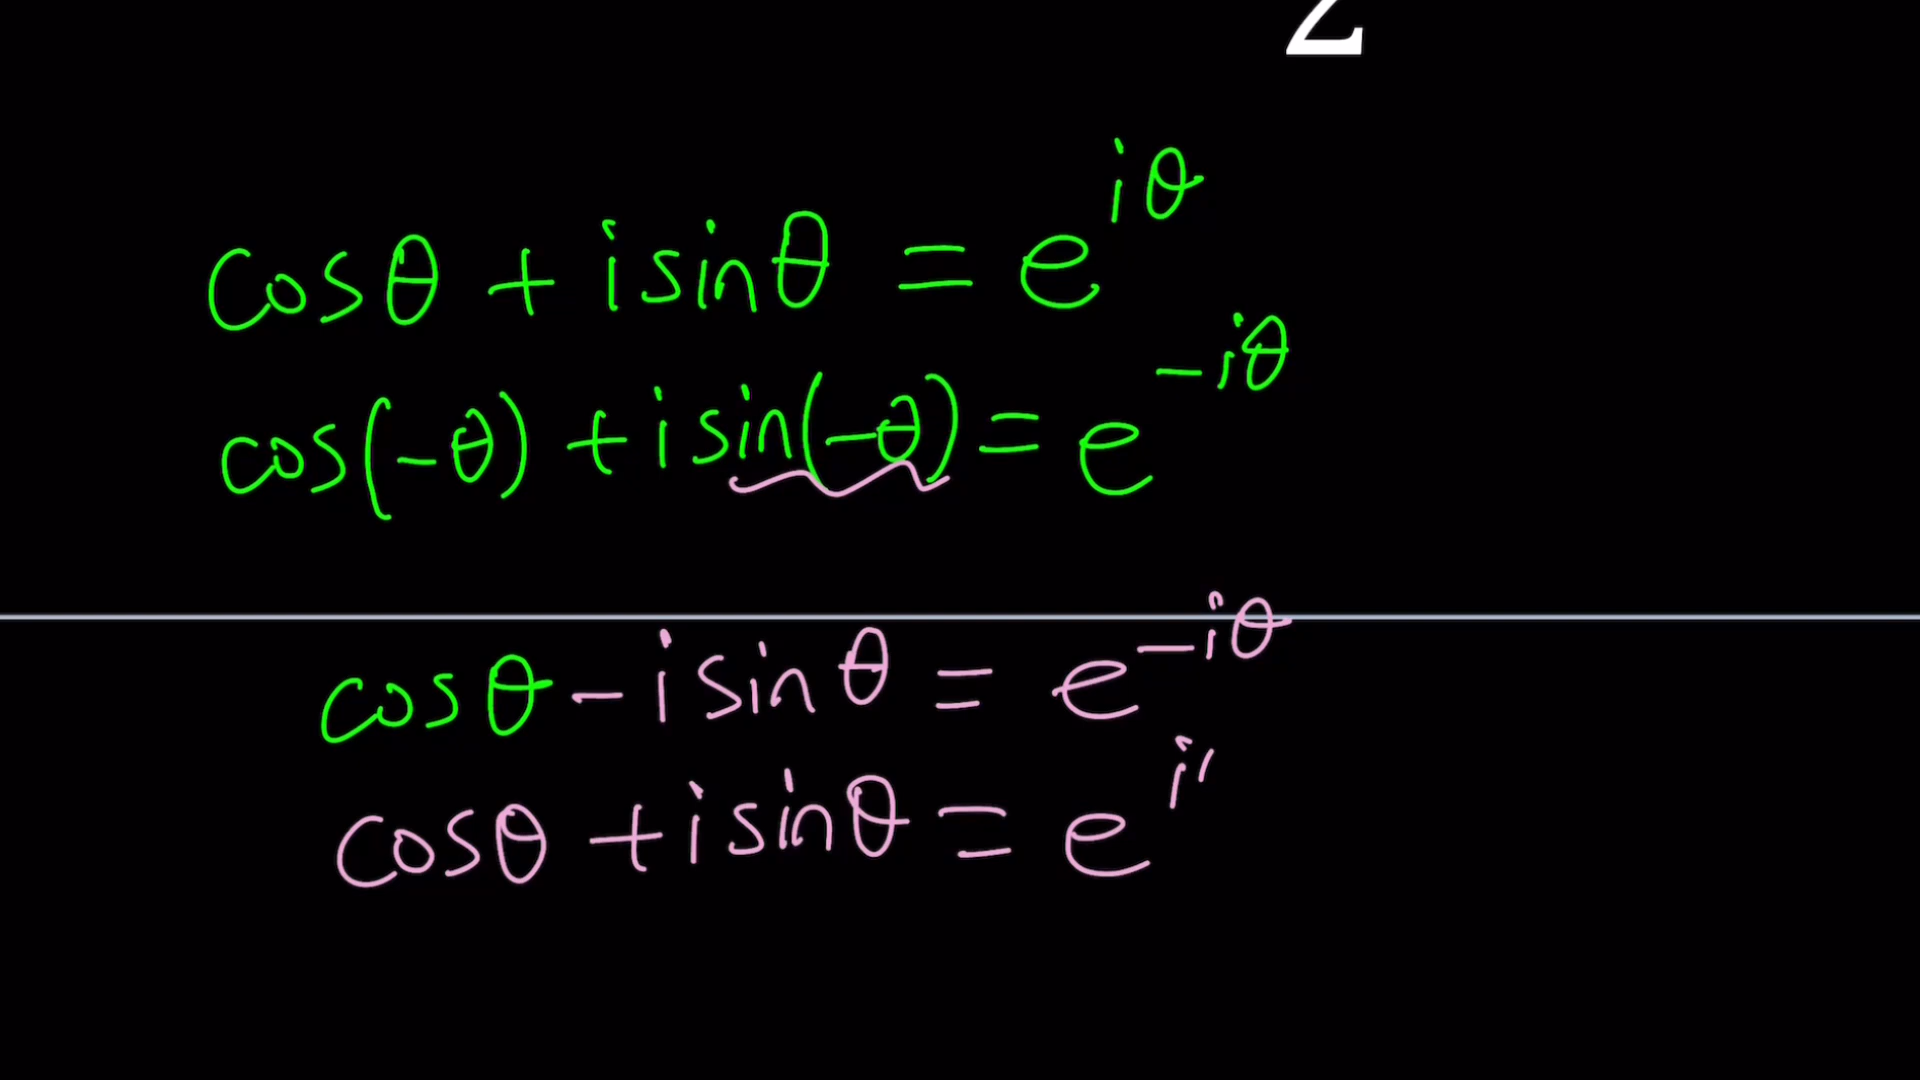 2
cosθ + isinθ = e^{iθ}
cos(-θ) + isin(-θ) = e^{-iθ}
cosθ - isinθ = e^{-iθ}
cosθ + isinθ = e^{i